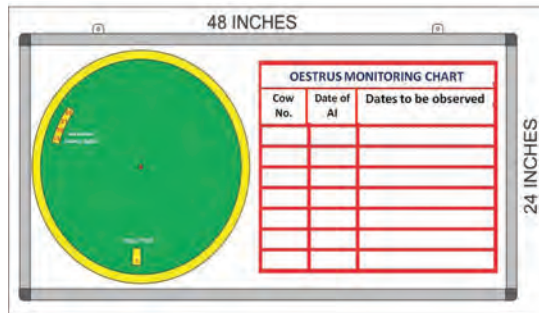 48 INCHES
OESTRUS MONITORING CHART
Cow No.
Date of AI
Dates to be observed
24 INCHES